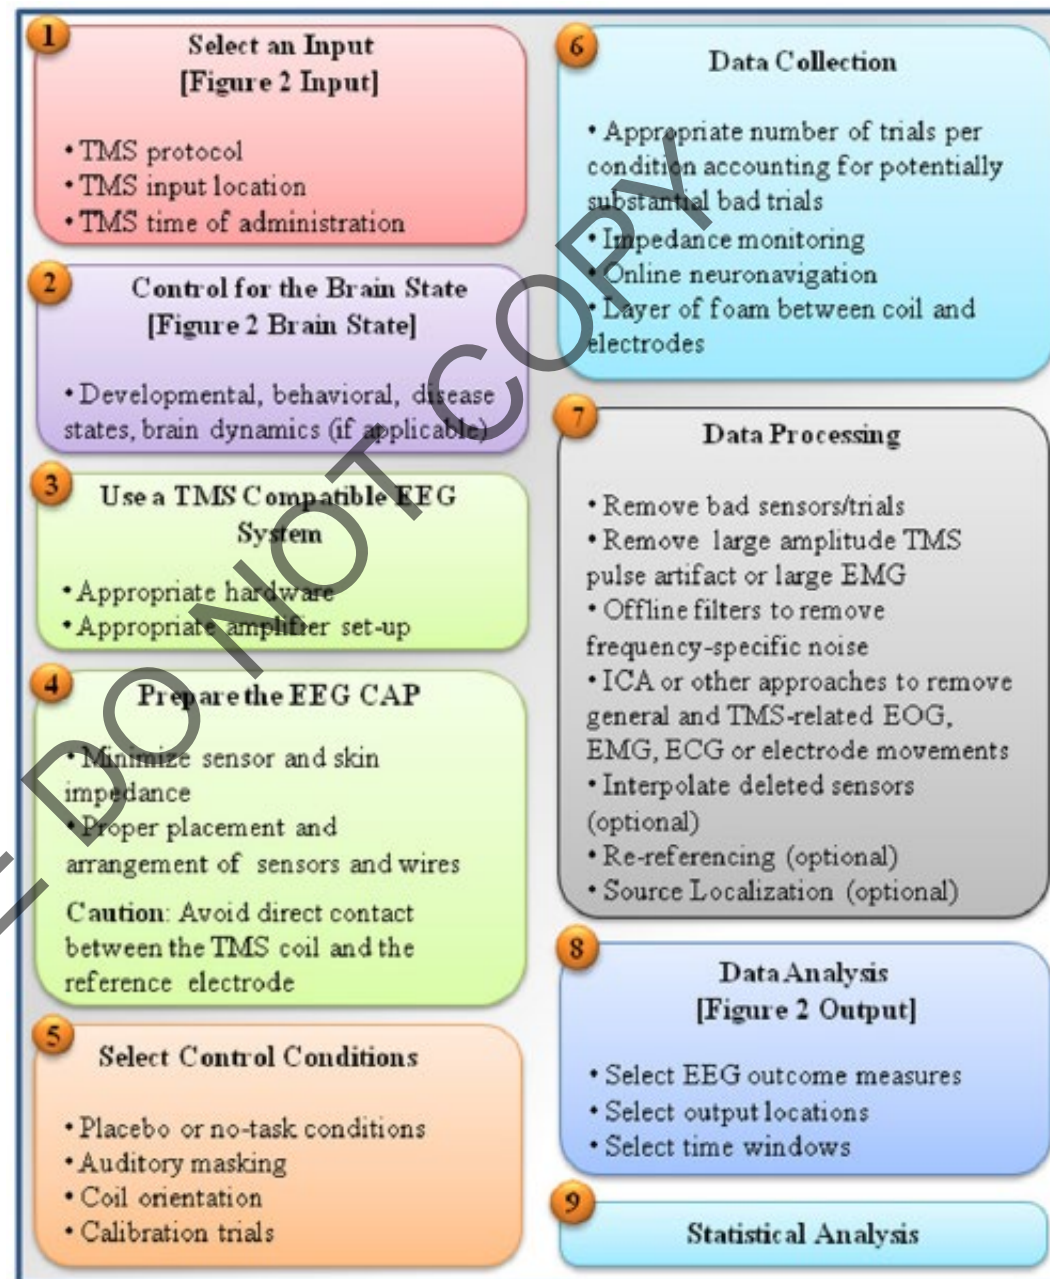 1
Select an Input
[Figure 2 Input]
• TMS protocol
• TMS input location
• TMS time of administration
2
Control for the Brain State
[Figure 2 Brain State]
• Developmental, behavioral, disease
states, brain dynamics (if applicable)
3
Use a TMS Compatible EEG
System
• Appropriate hardware
• Appropriate amplifier set-up
4
Prepare the EEG CAP
• Minimize sensor and skin
impedance
• Proper placement and
arrangement of sensors and wires
Caution: Avoid direct contact
between the TMS coil and the
reference electrode
5
Select Control Conditions
• Placebo or no-task conditions
• Auditory masking
• Coil orientation
• Calibration trials
6
Data Collection
• Appropriate number of trials per
condition accounting for potentially
substantial bad trials
• Impedance monitoring
• Online neuronavigation
• Layer of foam between coil and
electrodes
7
Data Processing
• Remove bad sensors/trials
• Remove large amplitude TMS
pulse artifact or large EMG
• Offline filters to remove
frequency-specific noise
• ICA or other approaches to remove
general and TMS-related EOG,
EMG, ECG or electrode movements
• Interpolate deleted sensors
(optional)
• Re-referencing (optional)
• Source Localization (optional)
8
Data Analysis
[Figure 2 Output]
• Select EEG outcome measures
• Select output locations
• Select time windows
9
Statistical Analysis
E DO NOT COPY